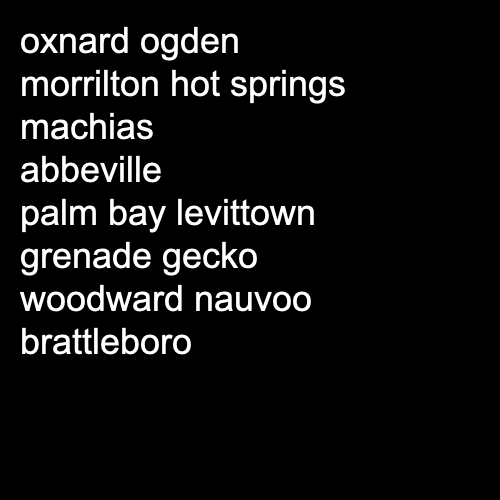 oxnard ogden
morrilton hot springs
machias
abbeville
palm bay levittown
grenade gecko
woodward nauvoo
brattleboro